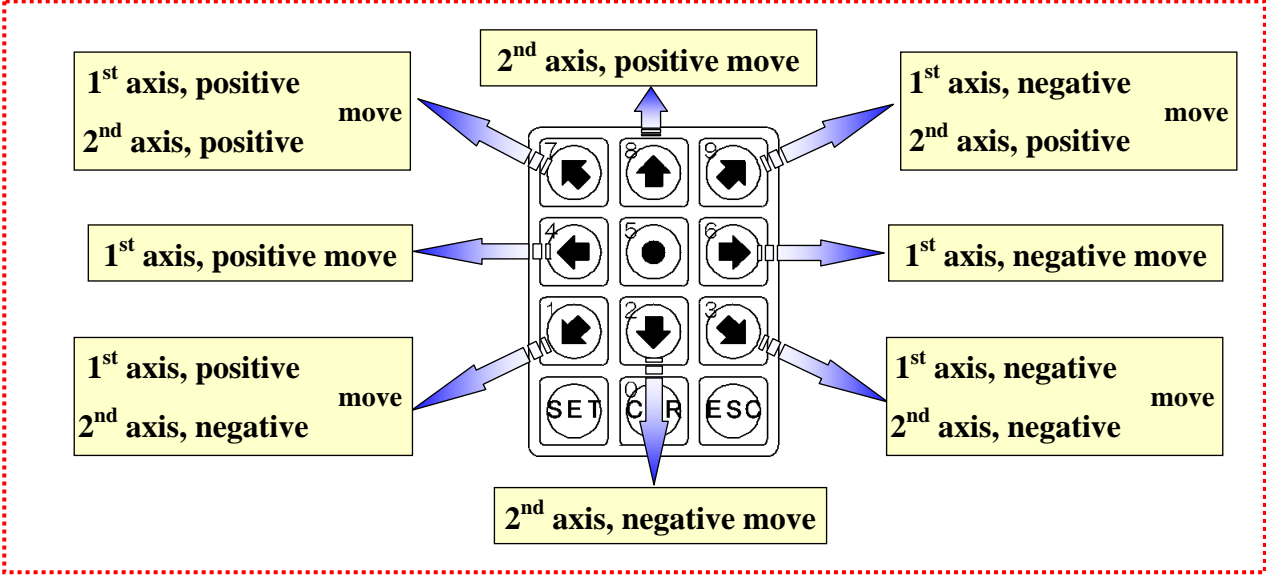 2nd axis, positive move
1st axis, positive
2nd axis, positive
move
1st axis, negative
2nd axis, positive
move
7
8
9
1st axis, positive move
4
5
6
1st axis, negative move
1
2
3
1st axis, positive
2nd axis, negative
move
1st axis, negative
2nd axis, negative
move
0
SET
ESC
2nd axis, negative move